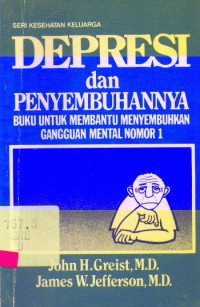 SERI KESEHATAN KELUARGA
DEPRESI
dan
PENYEMBUHANNYA
BUKU UNTUK MEMBANTU MENYEMBUHKAN
GANGGUAN MENTAL NOMOR 1
John H. Greist, M.D.
James W. Jefferson, M.D.